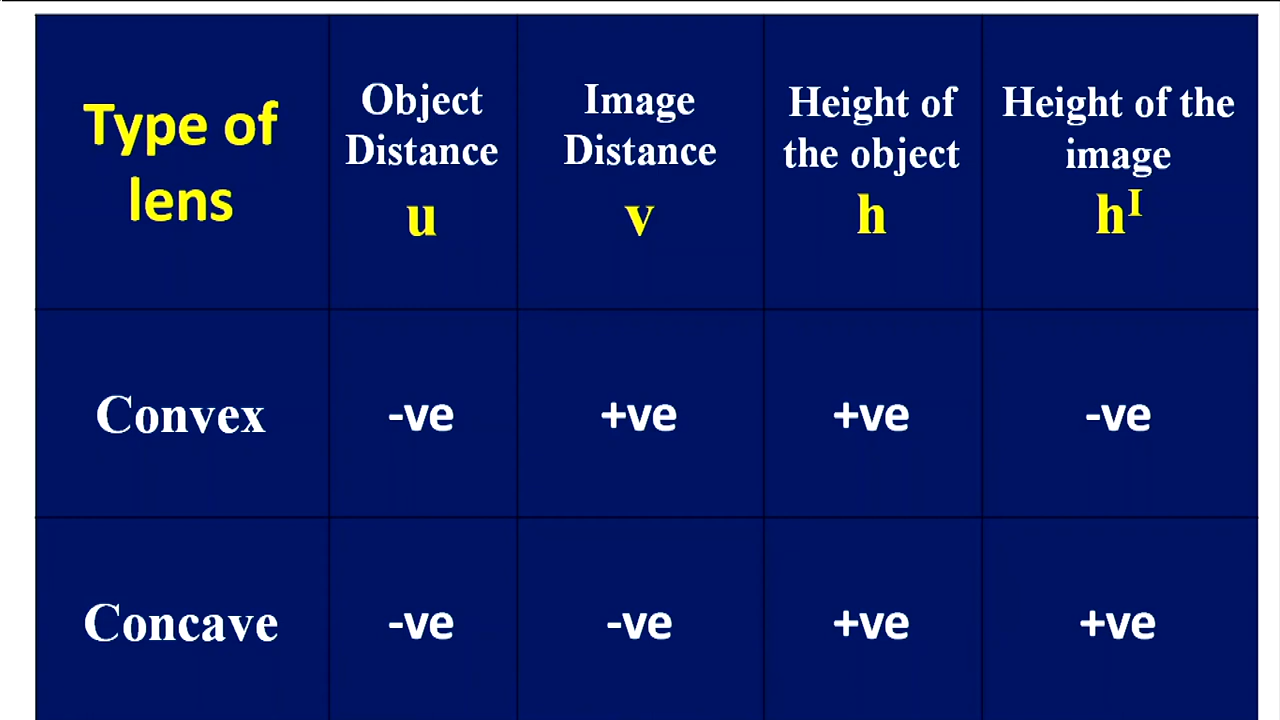 Type of
lens
Object
Distance
u
Image
Distance
v
Height of
the object
h
Height of the
image
hᴵ
Convex
-ve
+ve
+ve
-ve
Concave
-ve
-ve
+ve
+ve